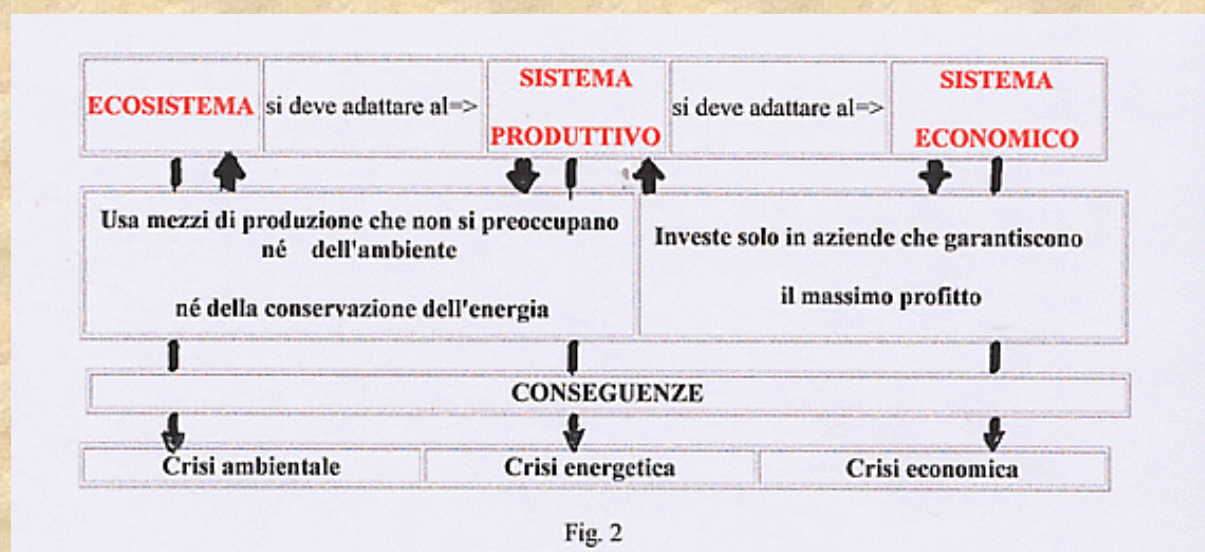 ECOSISTEMA
si deve adattare al=>
SISTEMA
PRODUTTIVO
si deve adattare al=>
SISTEMA
ECONOMICO
Usa mezzi di produzione che non si preoccupano
né dell'ambiente
né della conservazione dell'energia
Investe solo in aziende che garantiscono
il massimo profitto
CONSEGUENZE
Crisi ambientale
Crisi energetica
Crisi economica
Fig. 2